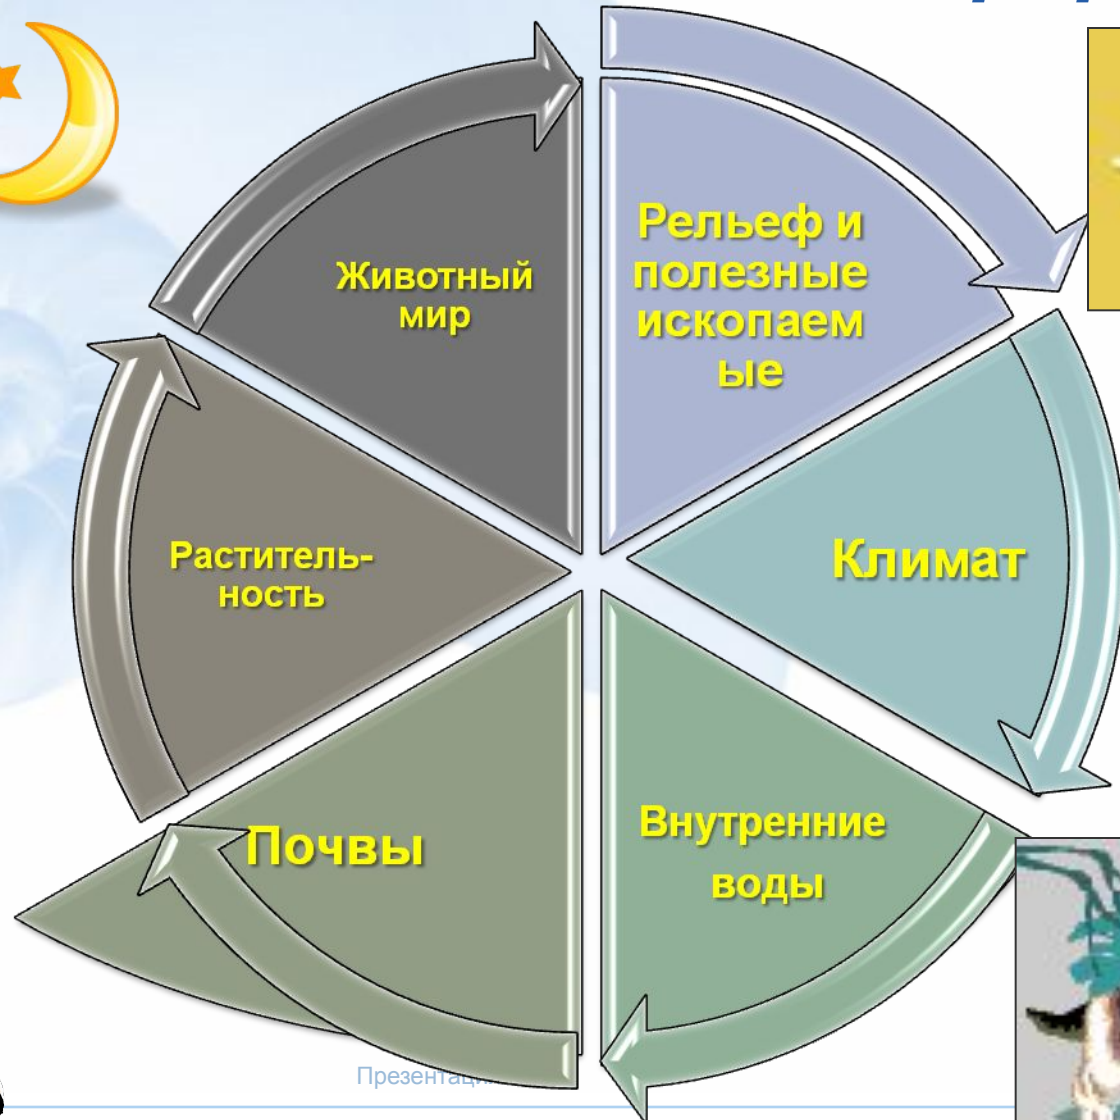 Рельеф и
полезные
ископаем
ые
Климат
Внутренние
воды
Почвы
Раститель-
ность
Животный
мир